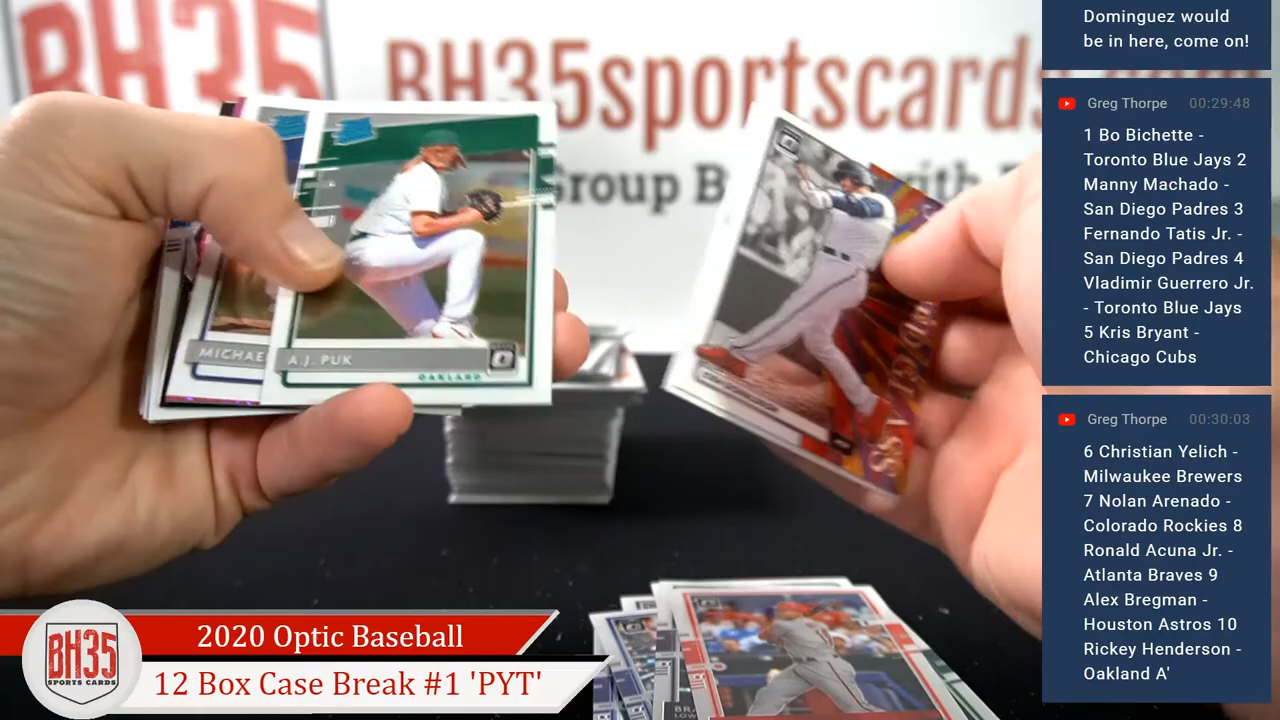 BH35
BH35sportscards
Group B
with
MICHAE
A.J. PUK
OAKLAND
BRA
2020 Optic Baseball
12 Box Case Break #1 'PYT'
BH35
SPORTS CARDS
Dominguez would
be in here, come on!
Greg Thorpe 00:29:48
1 Bo Bichette -
Toronto Blue Jays 2
Manny Machado -
San Diego Padres 3
Fernando Tatis Jr. -
San Diego Padres 4
Vladimir Guerrero Jr.
- Toronto Blue Jays
5 Kris Bryant -
Chicago Cubs
Greg Thorpe 00:30:03
6 Christian Yelich -
Milwaukee Brewers
7 Nolan Arenado -
Colorado Rockies 8
Ronald Acuna Jr. -
Atlanta Braves 9
Alex Bregman -
Houston Astros 10
Rickey Henderson -
Oakland A'